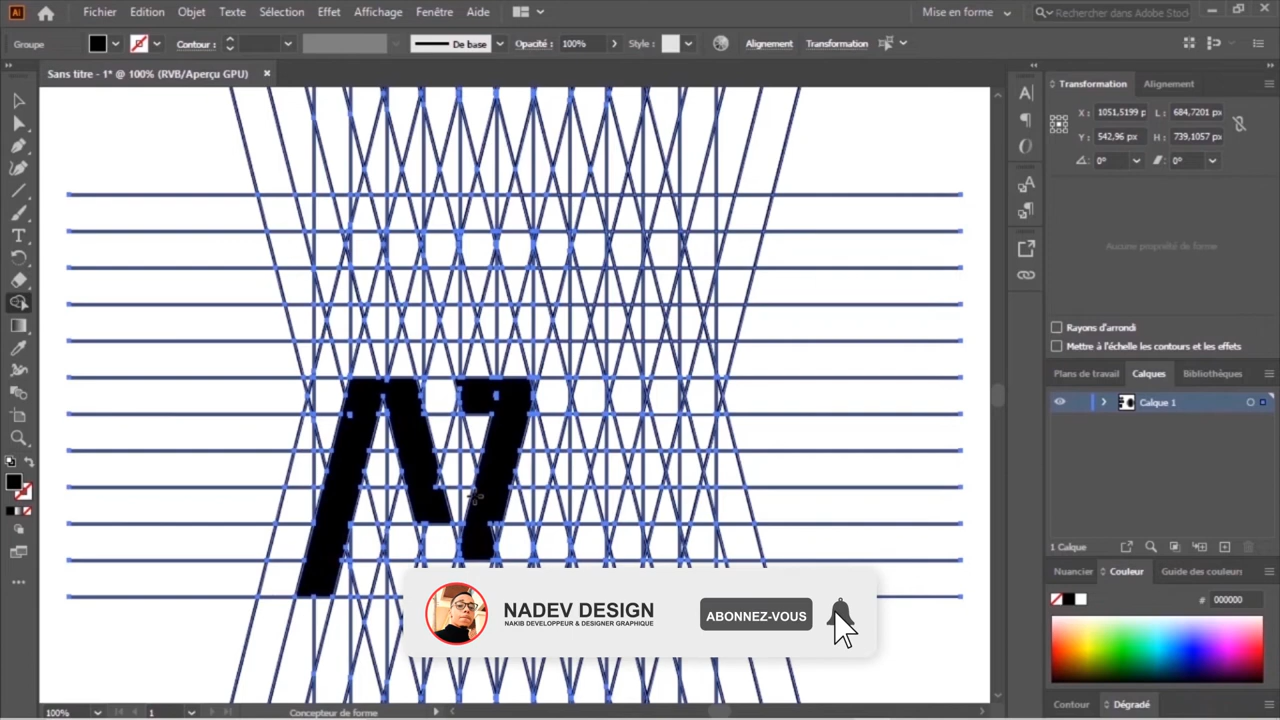 Ai Fichier Edition Objet Texte Sélection Effet Affichage Fenêtre Aide Mise en forme Rechercher dans Adobe Stock
Groupe Contour : De base Opacité : 100% Style : Alignement Transformation
Sans titre - 1* @ 100% (RVB/Aperçu GPU)
Transformation Alignement
X : 1051,5199 p L : 684,7201 px
Y : 542,96 px H : 739,1057 px
0° 0°
Aucune propriété de forme
Rayons d'arrondi
Mettre à l'échelle les contours et les effets
Plans de travail Calques Bibliothèques
Calque 1
1 Calque
Nuancier Couleur Guide des couleurs
# 000000
NADEV DESIGN
NAKIB DEVELOPPEUR & DESIGNER GRAPHIQUE
ABONNEZ-VOUS
Contour Dégradé
100% 1 Concepteur de forme